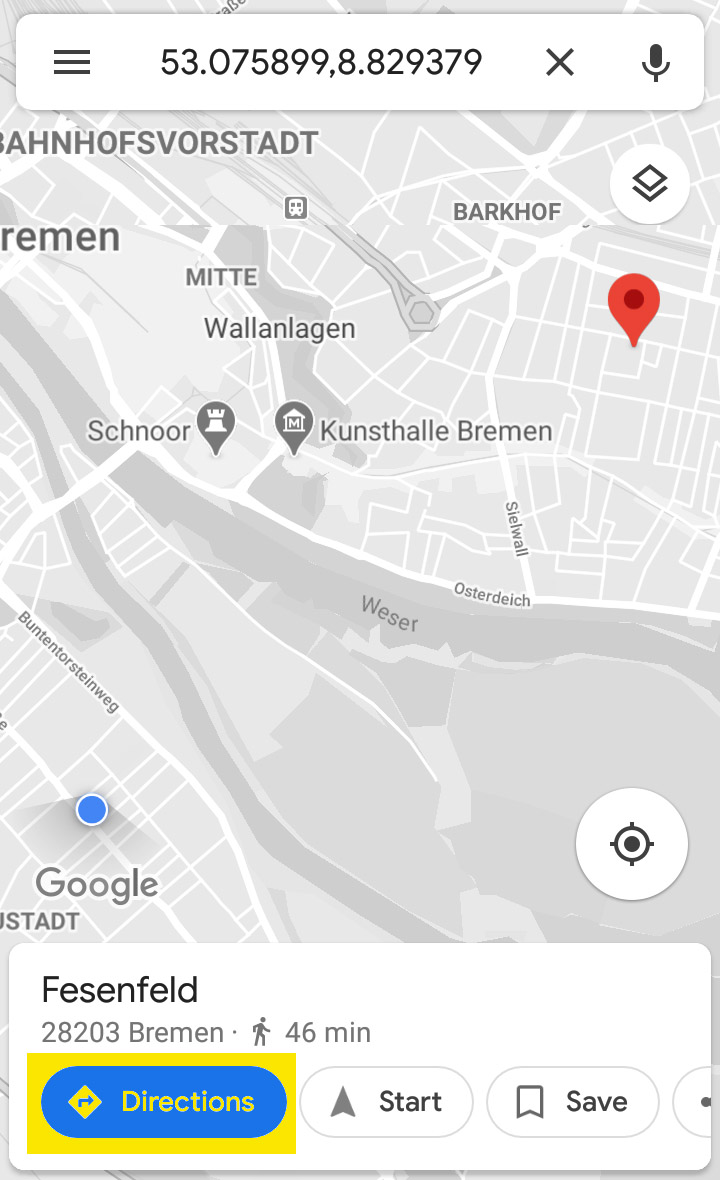 53.075899,8.829379
BAHNHOFSVORSTADT
BARKHOF
remen
MITTE
Wallanlagen
Schnoor
M
Kunsthalle Bremen
Sielwall
Osterdeich
Weser
Buntentorsteinweg
Google
USTADT
Fesenfeld
28203 Bremen · 46 min
Directions Start Save